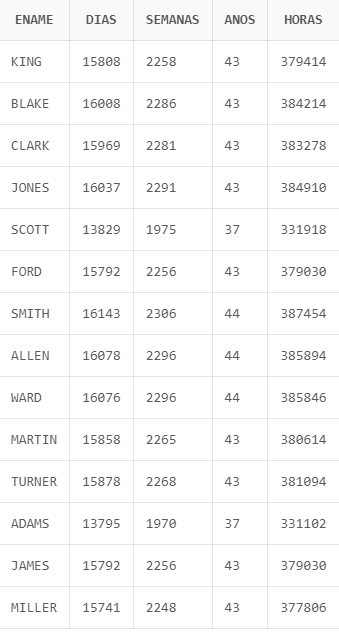 ENAME DIAS SEMANAS ANOS HORAS
KING 15808 2258 43 379414
BLAKE 16008 2286 43 384214
CLARK 15969 2281 43 383278
JONES 16037 2291 43 384910
SCOTT 13829 1975 37 331918
FORD 15792 2256 43 379030
SMITH 16143 2306 44 387454
ALLEN 16078 2296 44 385894
WARD 16076 2296 44 385846
MARTIN 15858 2265 43 380614
TURNER 15878 2268 43 381094
ADAMS 13795 1970 37 331102
JAMES 15792 2256 43 379030
MILLER 15741 2248 43 377806